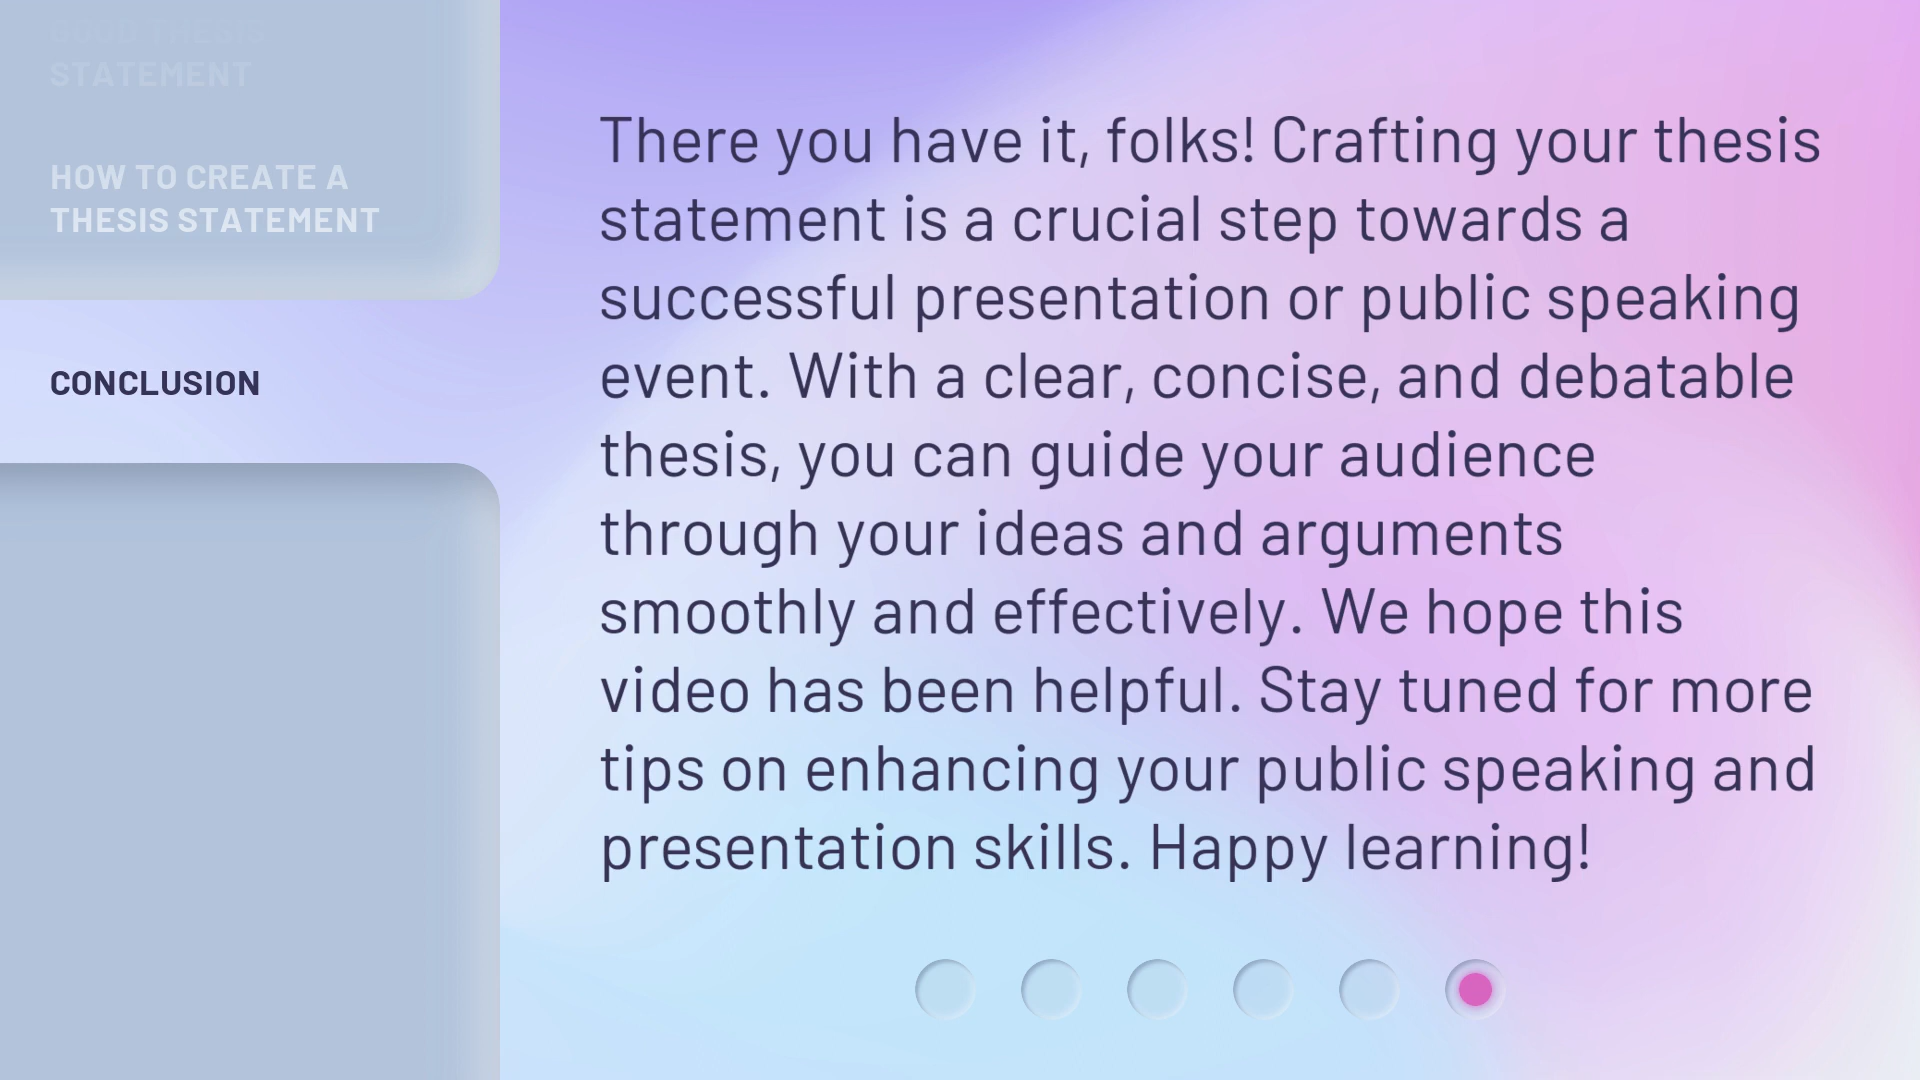 GOOD THESIS
STATEMENT
HOW TO CREATE A
THESIS STATEMENT
CONCLUSION
There you have it, folks! Crafting your thesis
statement is a crucial step towards a
successful presentation or public speaking
event. With a clear, concise, and debatable
thesis, you can guide your audience
through your ideas and arguments
smoothly and effectively. We hope this
video has been helpful. Stay tuned for more
tips on enhancing your public speaking and
presentation skills. Happy learning!